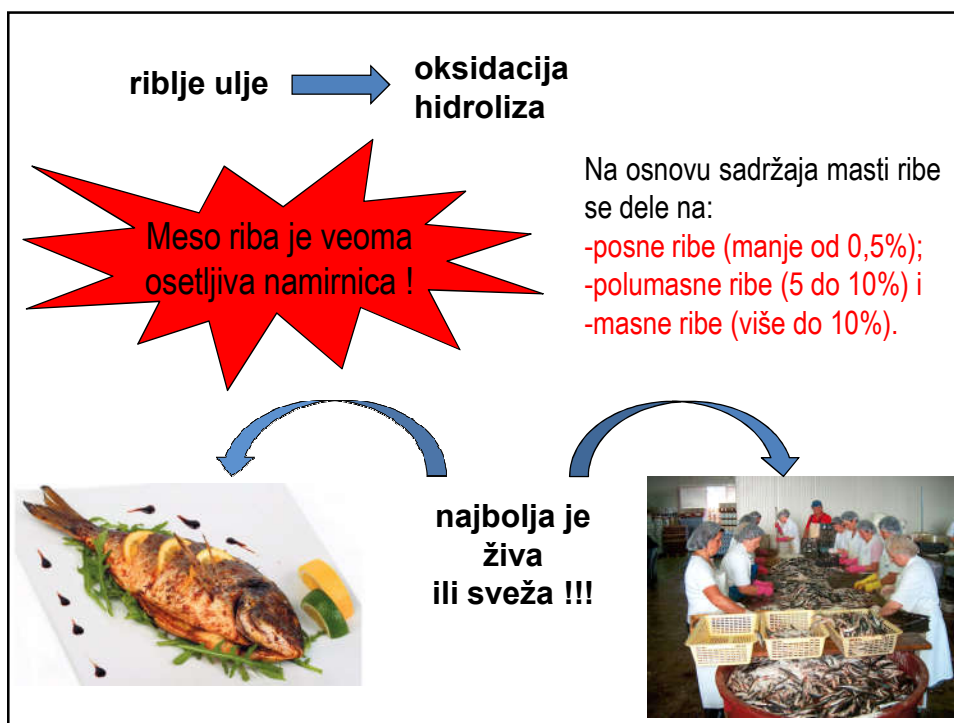 riblje ulje
oksidacija
hidroliza
Meso riba je veoma
osetljiva namirnica !
Na osnovu sadržaja masti ribe
se dele na:
-posne ribe (manje od 0,5%);
-polumasne ribe (5 do 10%) i
-masne ribe (više do 10%).
najbolja je
živa
ili sveža !!!